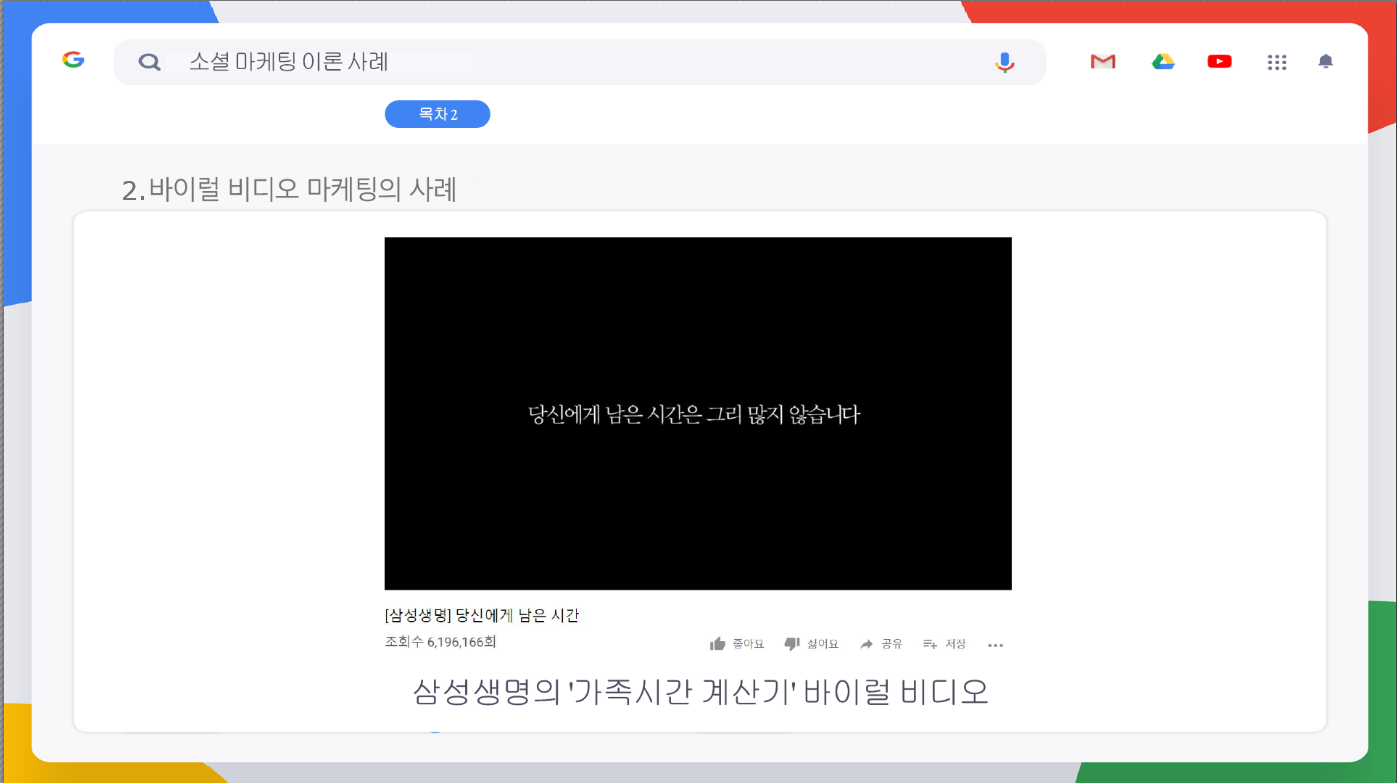 소셜 마케팅 이론 사례
목차 2
2. 바이럴 비디오 마케팅의 사례
당신에게 남은 시간은 그리 많지 않습니다
[삼성생명] 당신에게 남은 시간
조회수 6,196,166회
좋아요 싫어요 공유 저장
삼성생명의 '가족시간 계산기' 바이럴 비디오